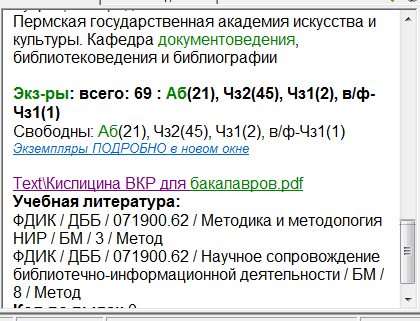 Пермская государственная академия искусства и
культуры. Кафедра документоведения,
библиотековедения и библиографии
Экз-ры: всего: 69 : Аб(21), Чз2(45), Чз1(2), в/ф-
Чз1(1)
Свободны: Аб(21), Чз2(45), Чз1(2), в/ф-Чз1(1)
Экземпляры ПОДРОБНО в новом окне
Text\Кислицина ВКР для бакалавров.pdf
Учебная литература:
ФДИК / ДББ / 071900.62 / Методика и методология
НИР / БМ / 3 / Метод
ФДИК / ДББ / 071900.62 / Научное сопровождение
библиотечно-информационной деятельности / БМ /
8 / Метод